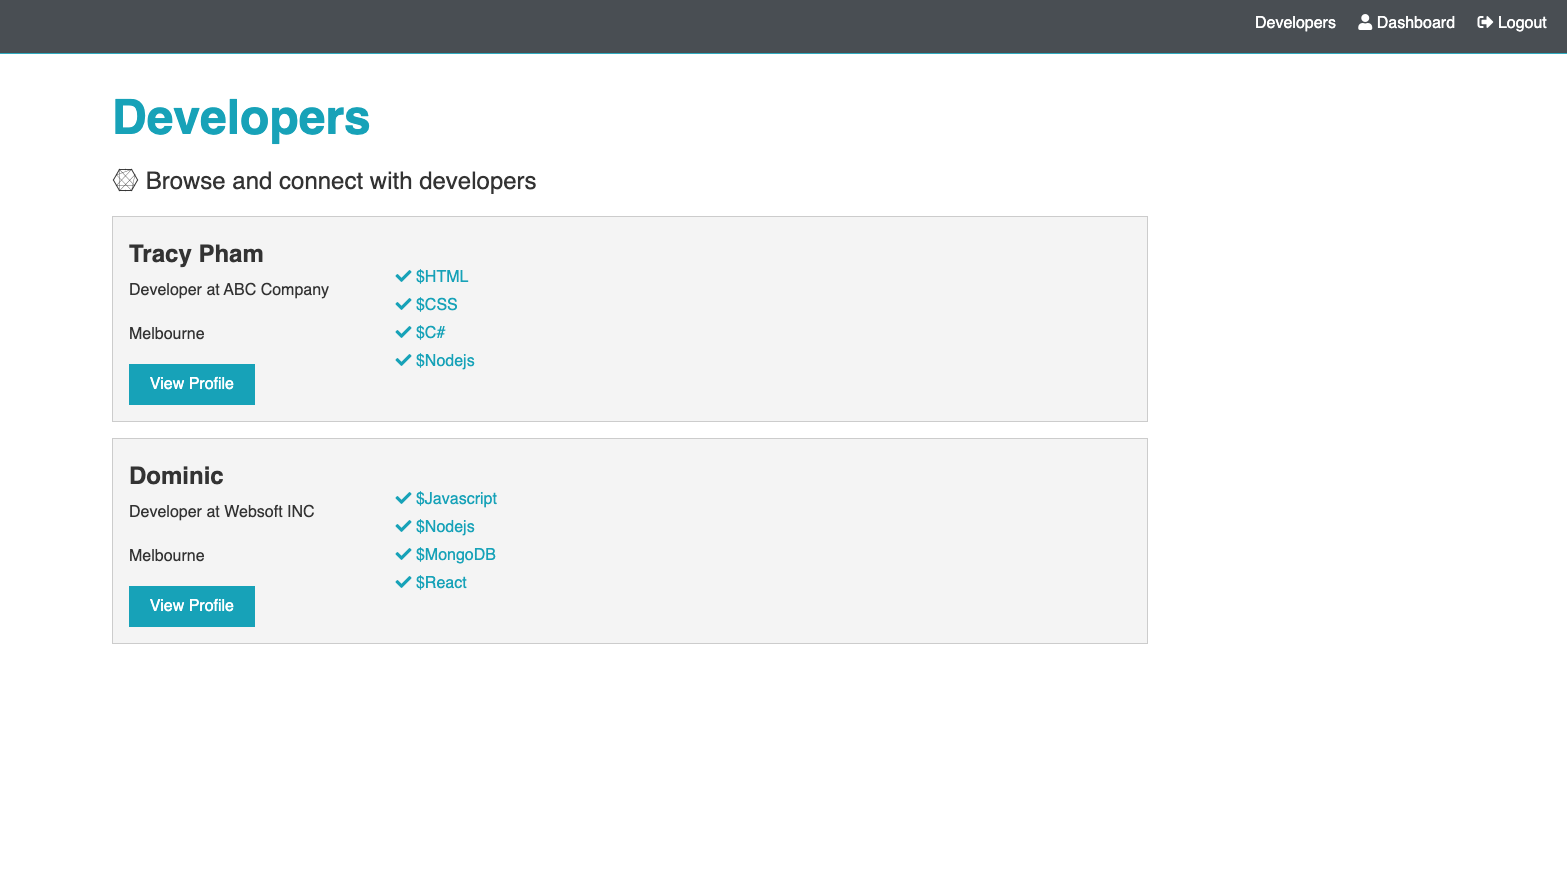 Developers Dashboard Logout
Developers
Browse and connect with developers
Tracy Pham
Developer at ABC Company
Melbourne
View Profile
$HTML
$CSS
$C#
$Nodejs
Dominic
Developer at Websoft INC
Melbourne
View Profile
$Javascript
$Nodejs
$MongoDB
$React